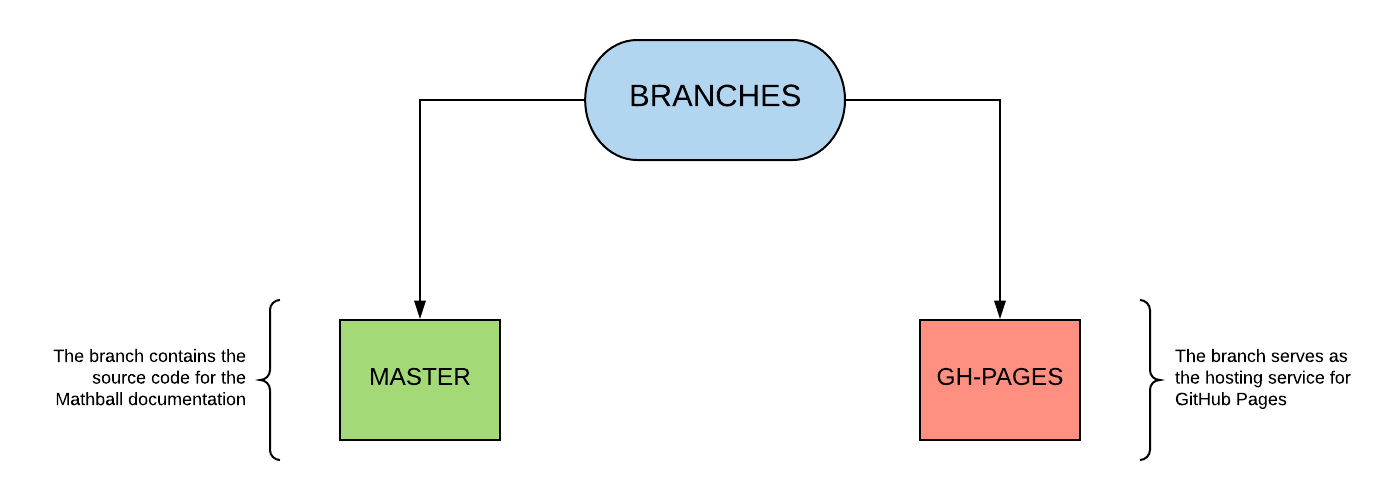 BRANCHES
MASTER
GH-PAGES
The branch contains the
source code for the
Mathball documentation
The branch serves as
the hosting service for
GitHub Pages